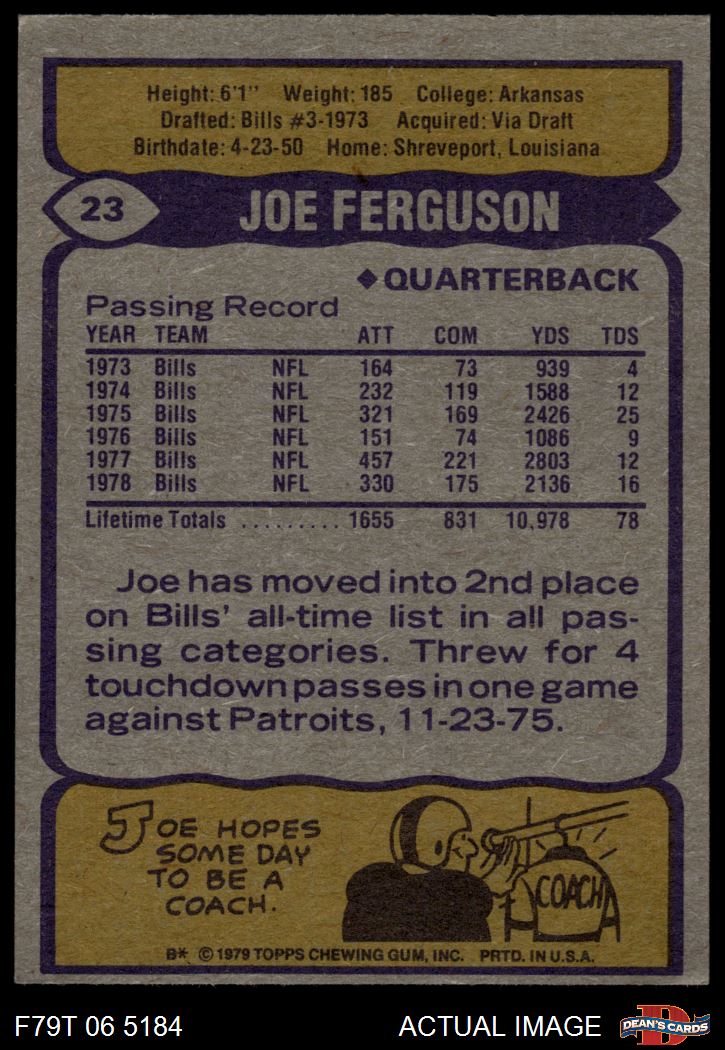 Height: 6'1" Weight: 185 College: Arkansas
Drafted: Bills #3-1973 Acquired: Via Draft
Birthdate: 4-23-50 Home: Shreveport, Louisiana
23 JOE FERGUSON
◆QUARTERBACK
Passing Record
YEAR TEAM ATT COM YDS TDS
1973 Bills NFL 164 73 939 4
1974 Bills NFL 232 119 1588 12
1975 Bills NFL 321 169 2426 25
1976 Bills NFL 151 74 1086 9
1977 Bills NFL 457 221 2803 12
1978 Bills NFL 330 175 2136 16
Lifetime Totals ......... 1655 831 10,978 78
Joe has moved into 2nd place
on Bills' all-time list in all pas-
sing categories. Threw for 4
touchdown passes in one game
against Patroits, 11-23-75.
JOE HOPES
SOME DAY
TO BE A
COACH.
COACH
B* © 1979 TOPPS CHEWING GUM, INC. PRTD. IN U.S.A.
F79T 06 5184 ACTUAL IMAGE
D
DEAN'S CARDS